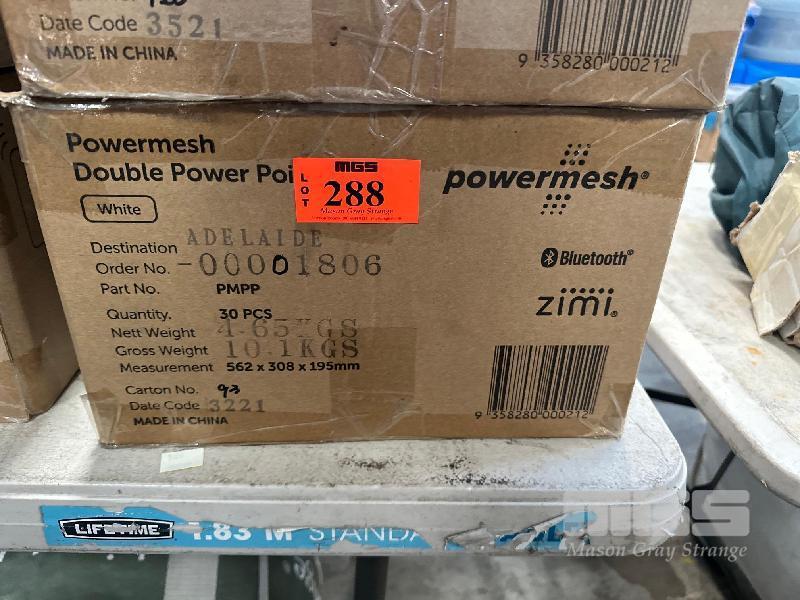 Date Code 3521
MADE IN CHINA
9 358280 000212
Powermesh
Double Power Poi
White
MGS
LOT
288
Mason Gray Strange
powermesh®
Destination ADELAIDE
Order No. -00001806
Part No. PMPP
Bluetooth®
zimi®
Quantity. 30 PCS
Nett Weight 4.65KGS
Gross Weight 10.1KGS
Measurement 562 x 308 x 195mm
Carton No. 93
Date Code 3221
MADE IN CHINA
9 358280 000212
LIFETIME 1.83 M STANDA
MGS
Mason Gray Strange